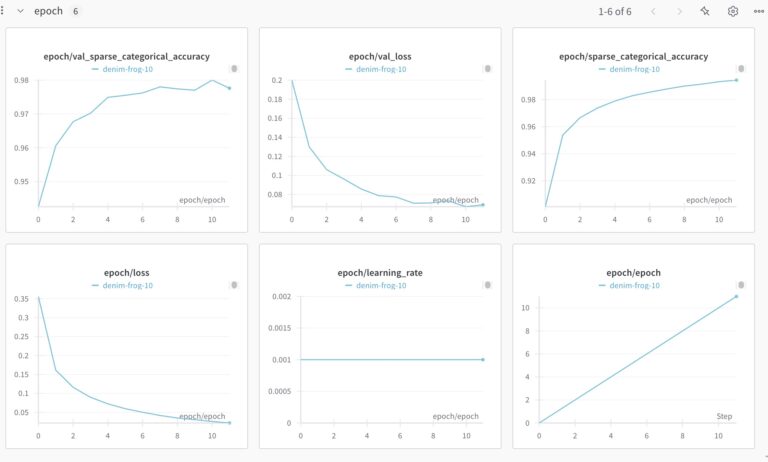 epoch 6
1-6 of 6
epoch/val_sparse_categorical_accuracy
denim-frog-10
0.98
0.97
0.96
0.95
epoch/epoch
0 2 4 6 8 10
epoch/val_loss
denim-frog-10
0.2
0.18
0.16
0.14
0.12
0.1
0.08
epoch/epoch
0 2 4 6 8 10
epoch/sparse_categorical_accuracy
denim-frog-10
0.98
0.96
0.94
0.92
epoch/epoch
0 2 4 6 8 10
epoch/loss
denim-frog-10
0.35
0.3
0.25
0.2
0.15
0.1
0.05
epoch/epoch
0 2 4 6 8 10
epoch/learning_rate
denim-frog-10
0.002
0.0015
0.001
0.0005
0
epoch/epoch
0 2 4 6 8 10
epoch/epoch
denim-frog-10
10
8
6
4
2
0
Step
0 2 4 6 8 10